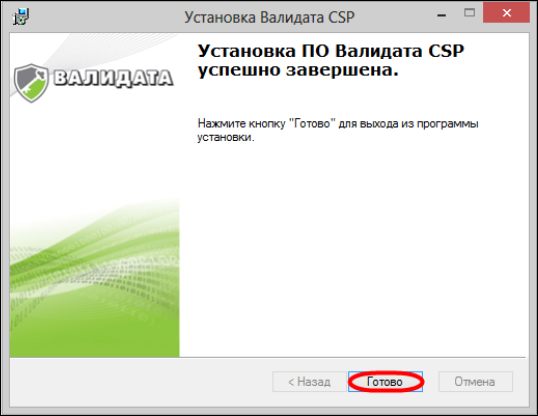 Установка Валидата CSP
ВАЛИДАТА
Установка ПО Валидата CSP
успешно завершена.
Нажмите кнопку "Готово" для выхода из программы
установки.
< Назад
Готово
Отмена